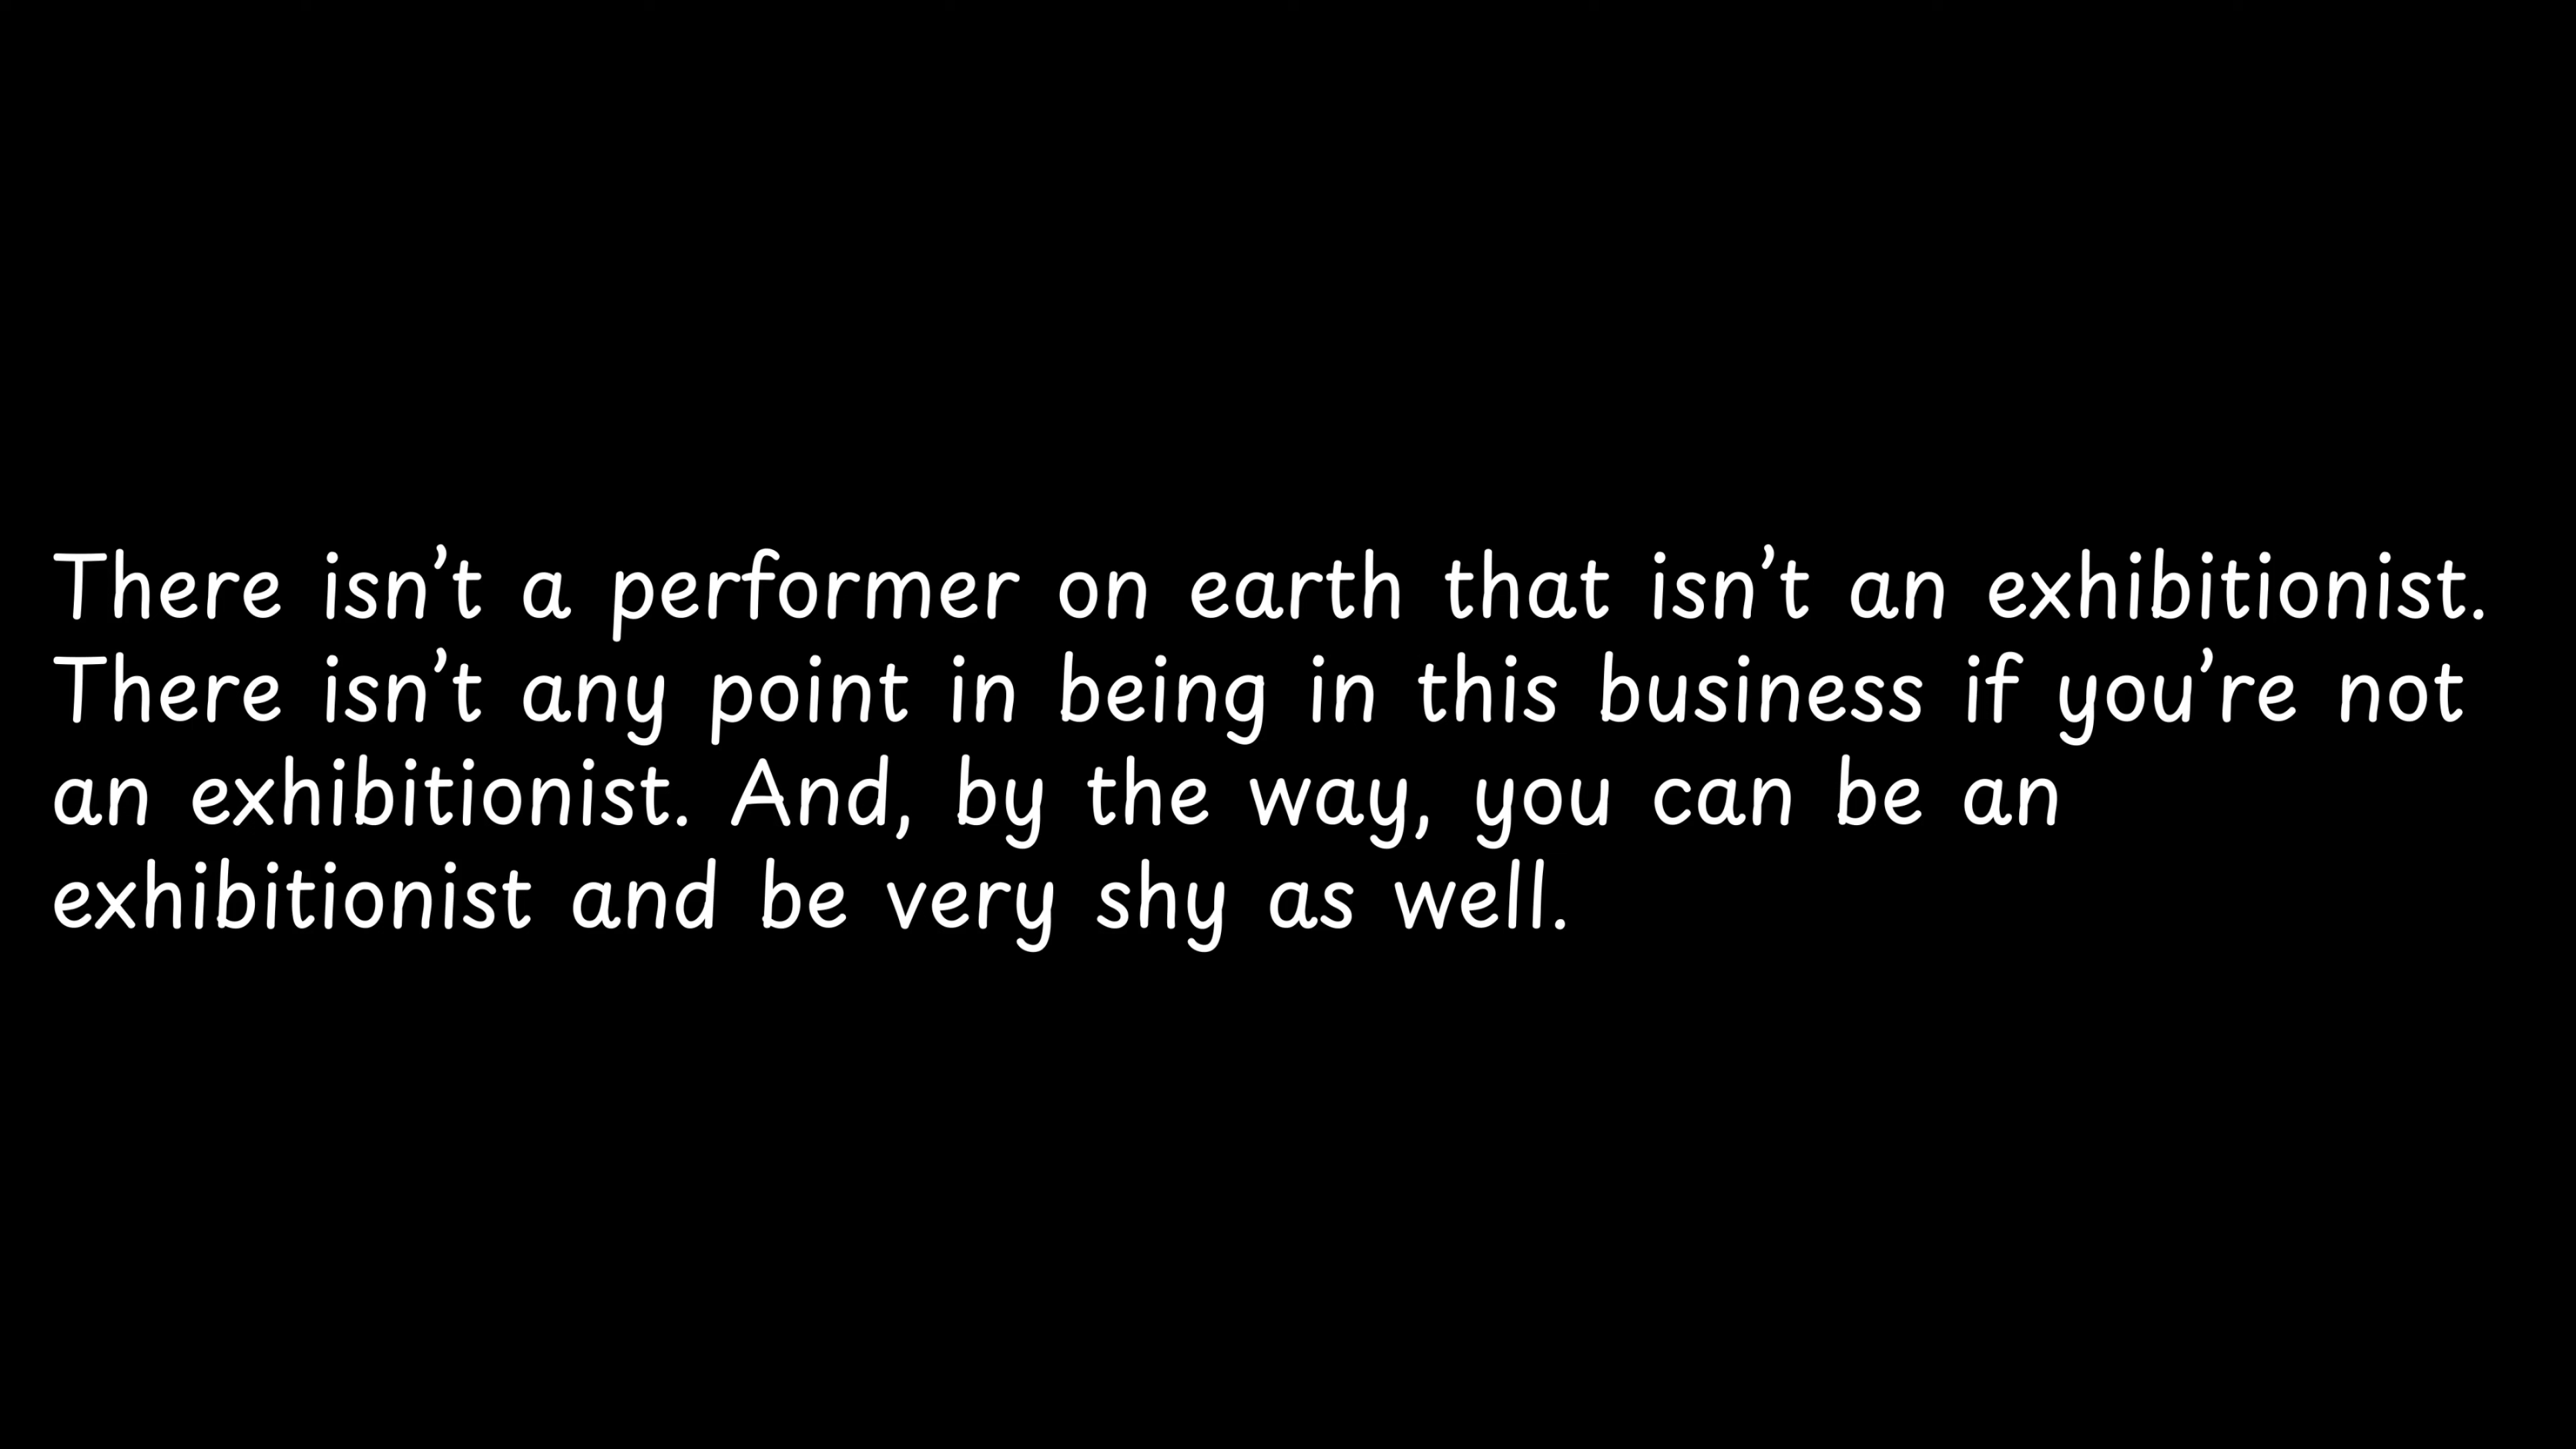 There isn’t a performer on earth that isn’t an exhibitionist.
There isn’t any point in being in this business if you’re not
an exhibitionist. And, by the way, you can be an
exhibitionist and be very shy as well.